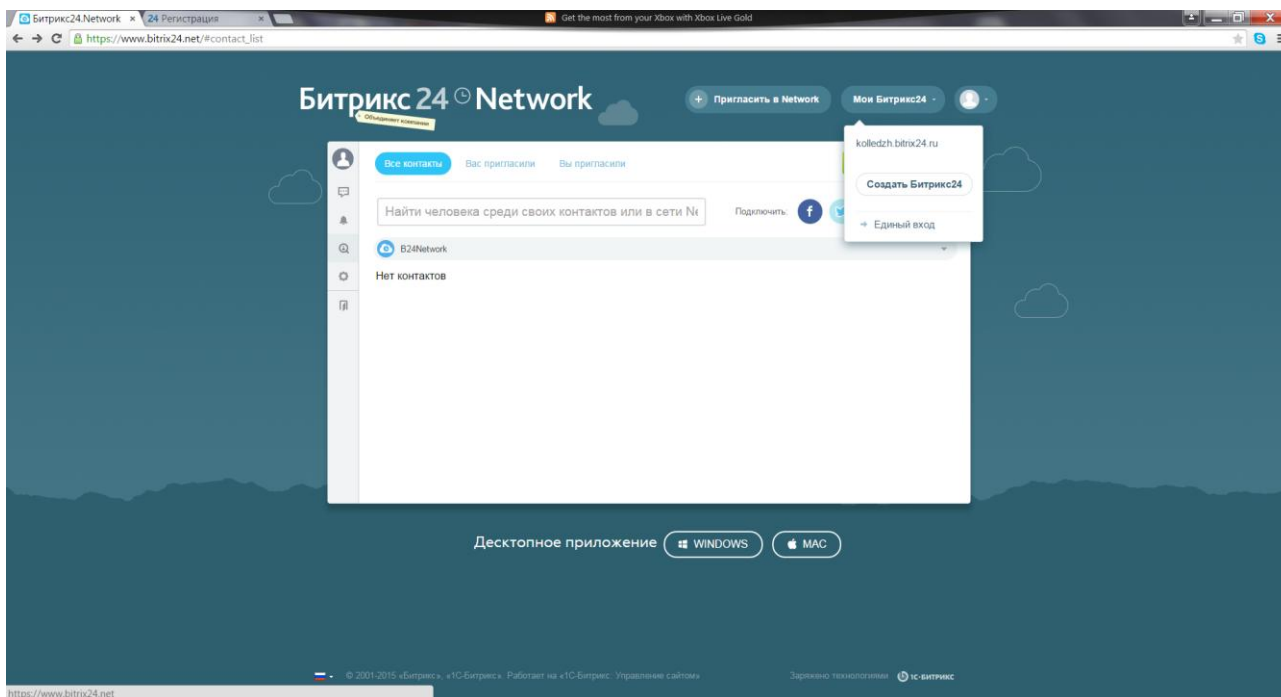 Битрикс24.Network
24 Регистрация
Get the most from your Xbox with Xbox Live Gold
https://www.bitrix24.net/#contact_list
Битрикс 24 Network
Объединяет компании
+ Пригласить в Network
Мои Битрикс24
kolledzh.bitrix24.ru
Создать Битрикс24
Единый вход
Все контакты
Вас пригласили
Вы пригласили
Найти человека среди своих контактов или в сети Ne
Подключить:
B24Network
Нет контактов
Десктопное приложение
WINDOWS
MAC
© 2001-2015 «Битрикс», «1С-Битрикс». Работает на «1С-Битрикс: Управление сайтом»
Заряжено технологиями
1С-БИТРИКС
https://www.bitrix24.net